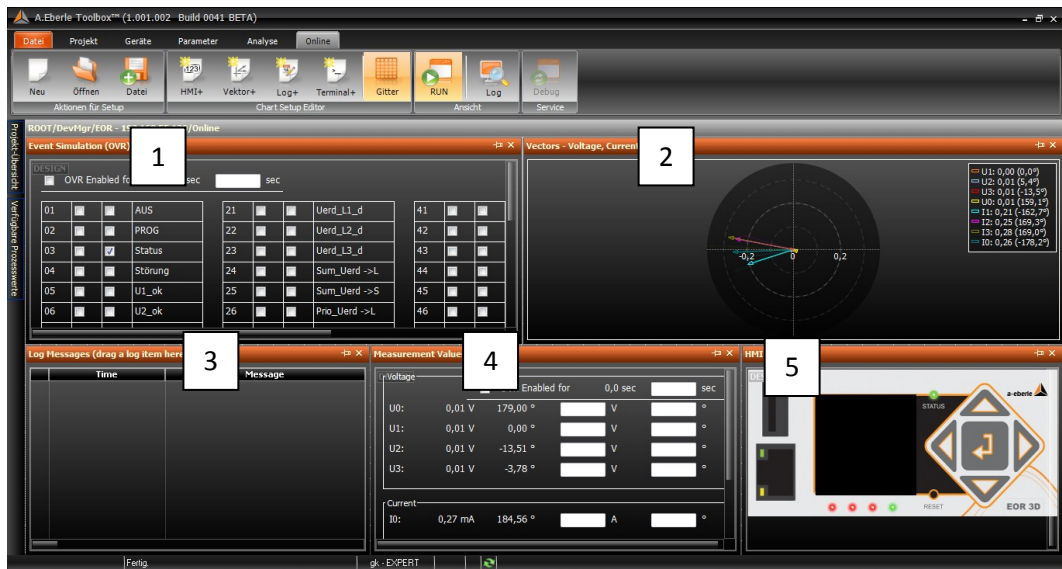 A.Eberle Toolbox™ (1.001.002 Build 0041 BETA)
Datei Projekt Geräte Parameter Analyse Online
Neu Öffnen Datei HMI+ Vektor+ Log+ Terminal+ Gitter RUN Log Debug
Aktionen für Setup Chart Setup Editor Ansicht Service
Projekt-Übersicht
Verfügbare Prozesswerte
ROOT/DevMgr/EOR - /Online
Event Simulation (OVR)
1
DESIGN
OVR Enabled for sec sec
01 AUS 21 Uerd_L1_d 41
02 PROG 22 Uerd_L2_d 42
03 Status 23 Uerd_L3_d 43
04 Störung 24 Sum_Uerd ->L 44
05 U1_ok 25 Sum_Uerd ->S 45
06 U2_ok 26 Prio_Uerd ->L 46
Vectors - Voltage, Current
2
-0,2 0 0,2
U1: 0,00 (0,0°)
U2: 0,01 (5,4°)
U3: 0,01 (-13,5°)
U0: 0,01 (159,1°)
I1: 0,21 (-162,7°)
I2: 0,25 (169,3°)
I3: 0,28 (169,0°)
I0: 0,26 (-178,2°)
Log Messages (drag a log item here
3
Time Message
Measurement Value
4
Voltage
Enabled for 0,0 sec sec
U0: 0,01 V 179,00 ° V °
U1: 0,01 V 0,00 ° V °
U2: 0,01 V -13,51 ° V °
U3: 0,01 V -3,78 ° V °
Current
I0: 0,27 mA 184,56 ° A °
HMI
5
STATUS
a-eberle
RESET
EOR 3D
Fertig. gk - EXPERT